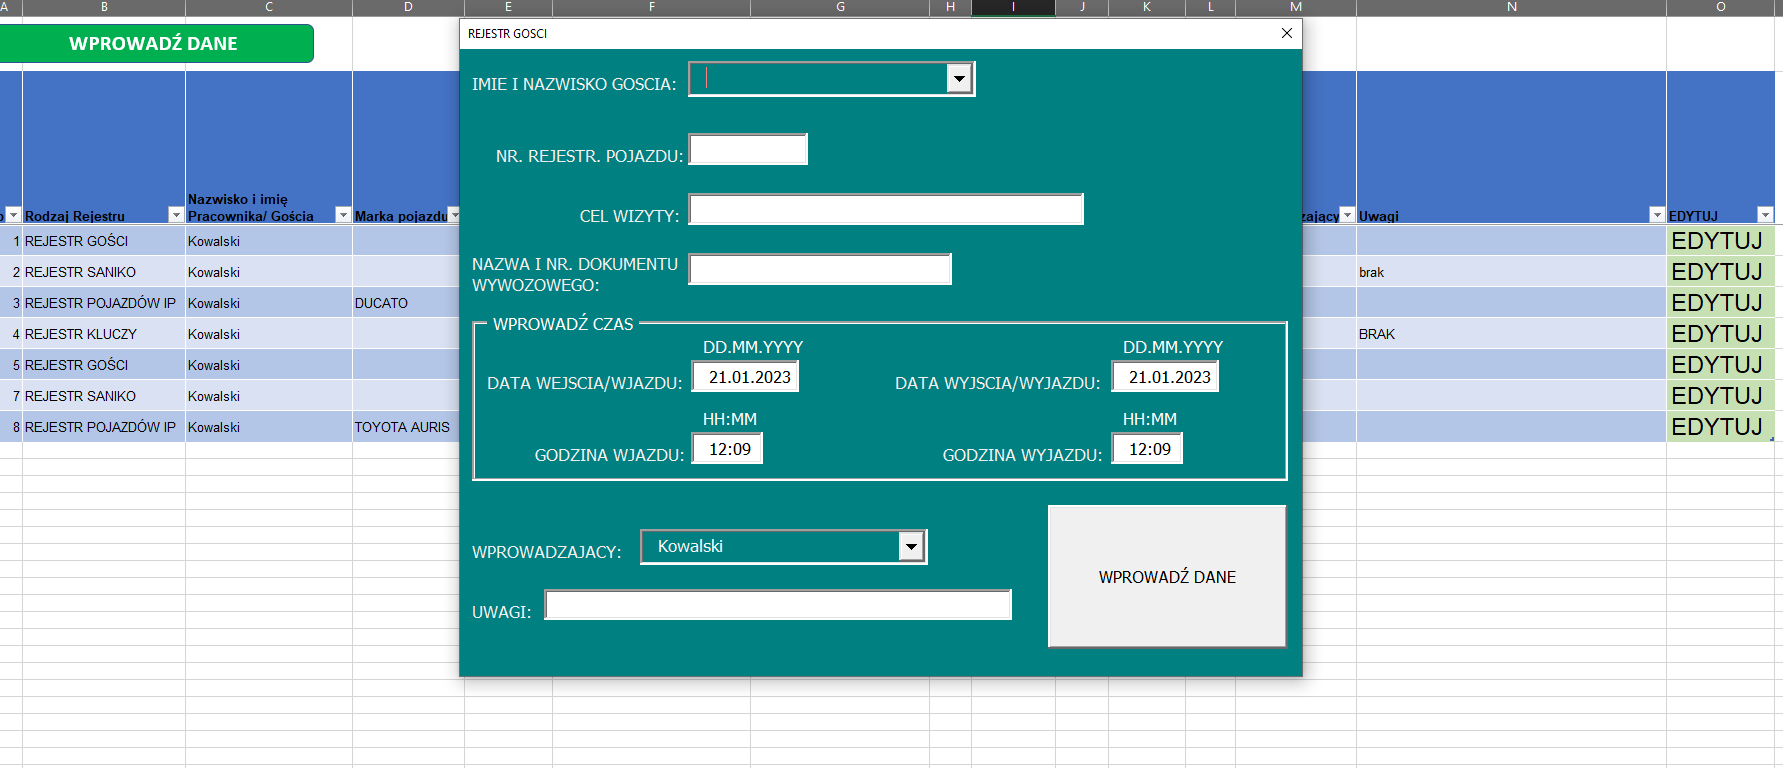 A B C D E F G H I J K L M N O
WPROWADŹ DANE
REJESTR GOSCI
Rodzaj Rejestru
Nazwisko i imię
Pracownika/ Gościa
Marka pojazdu
Uwagi
EDYTUJ
1 REJESTR GOŚCI Kowalski EDYTUJ
2 REJESTR SANIKO Kowalski brak EDYTUJ
3 REJESTR POJAZDÓW IP Kowalski DUCATO EDYTUJ
4 REJESTR KLUCZY Kowalski BRAK EDYTUJ
5 REJESTR GOŚCI Kowalski EDYTUJ
7 REJESTR SANIKO Kowalski EDYTUJ
8 REJESTR POJAZDÓW IP Kowalski TOYOTA AURIS EDYTUJ
IMIE I NAZWISKO GOSCIA:
NR. REJESTR. POJAZDU:
CEL WIZYTY:
NAZWA I NR. DOKUMENTU
WYWOZOWEGO:
WPROWADŹ CZAS
DD.MM.YYYY DD.MM.YYYY
DATA WEJSCIA/WJAZDU: 21.01.2023 DATA WYJSCIA/WYJAZDU: 21.01.2023
HH:MM HH:MM
GODZINA WJAZDU: 12:09 GODZINA WYJAZDU: 12:09
WPROWADZAJACY: Kowalski
WPROWADŹ DANE
UWAGI: